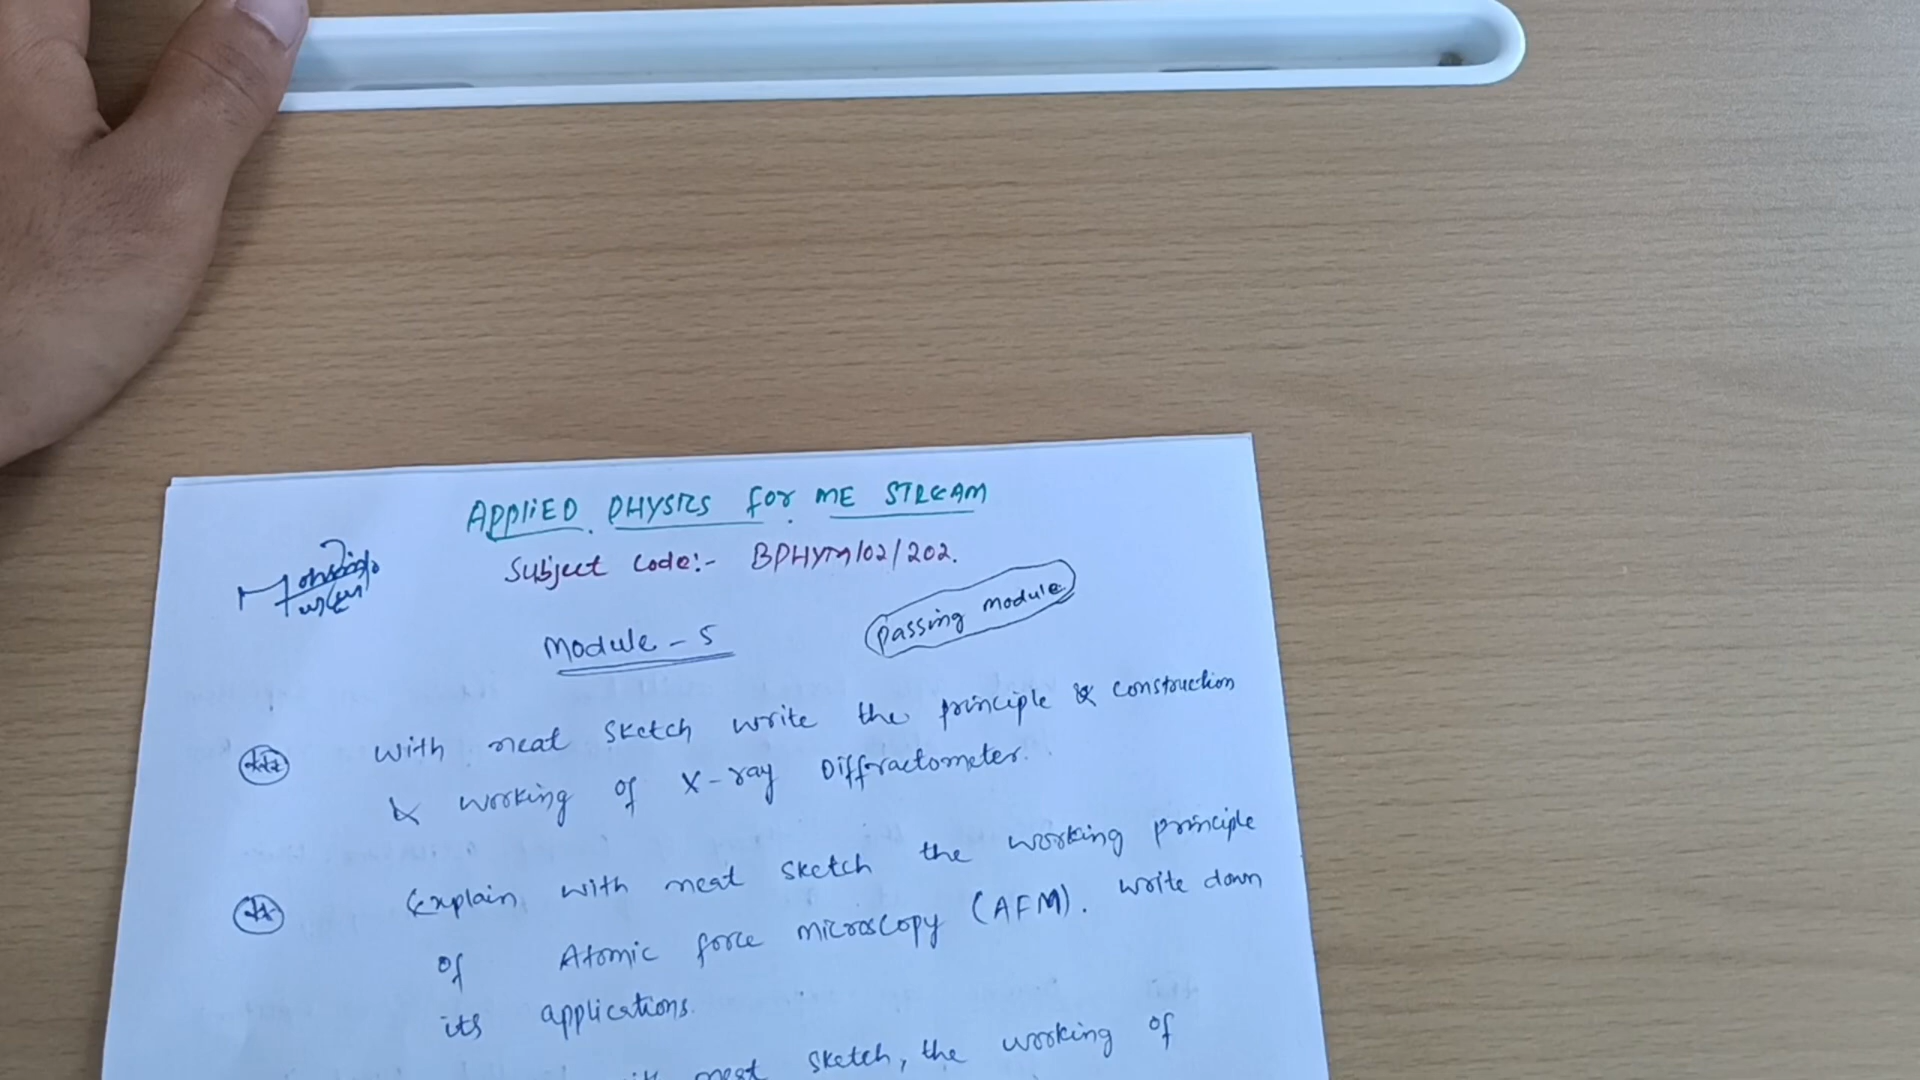 APPLIED PHYSICS for ME STREAM
Subject Code:- BPHYM102/202.
Module - 5
passing module
With neat sketch write the principle & construction
& working of X-ray Diffractometer.
Explain with neat sketch the working principle
of Atomic force microscopy (AFM). Write down
its applications.
neat sketch, the working of